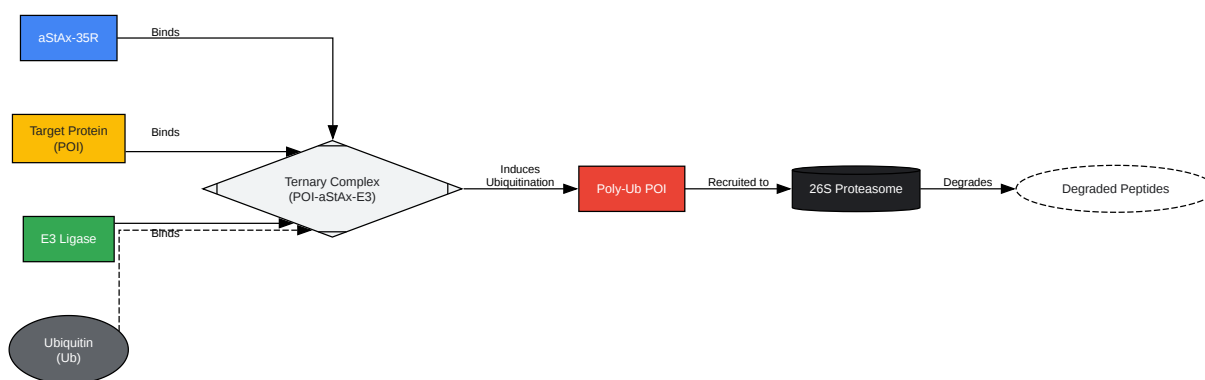 aStAx-35R
Binds
Target Protein
(POI)
Binds
E3 Ligase
Binds
Ubiquitin
(Ub)
Ternary Complex
(POI-aStAx-E3)
Induces
Ubiquitination
Poly-Ub POI
Recruited to
26S Proteasome
Degrades
Degraded Peptides